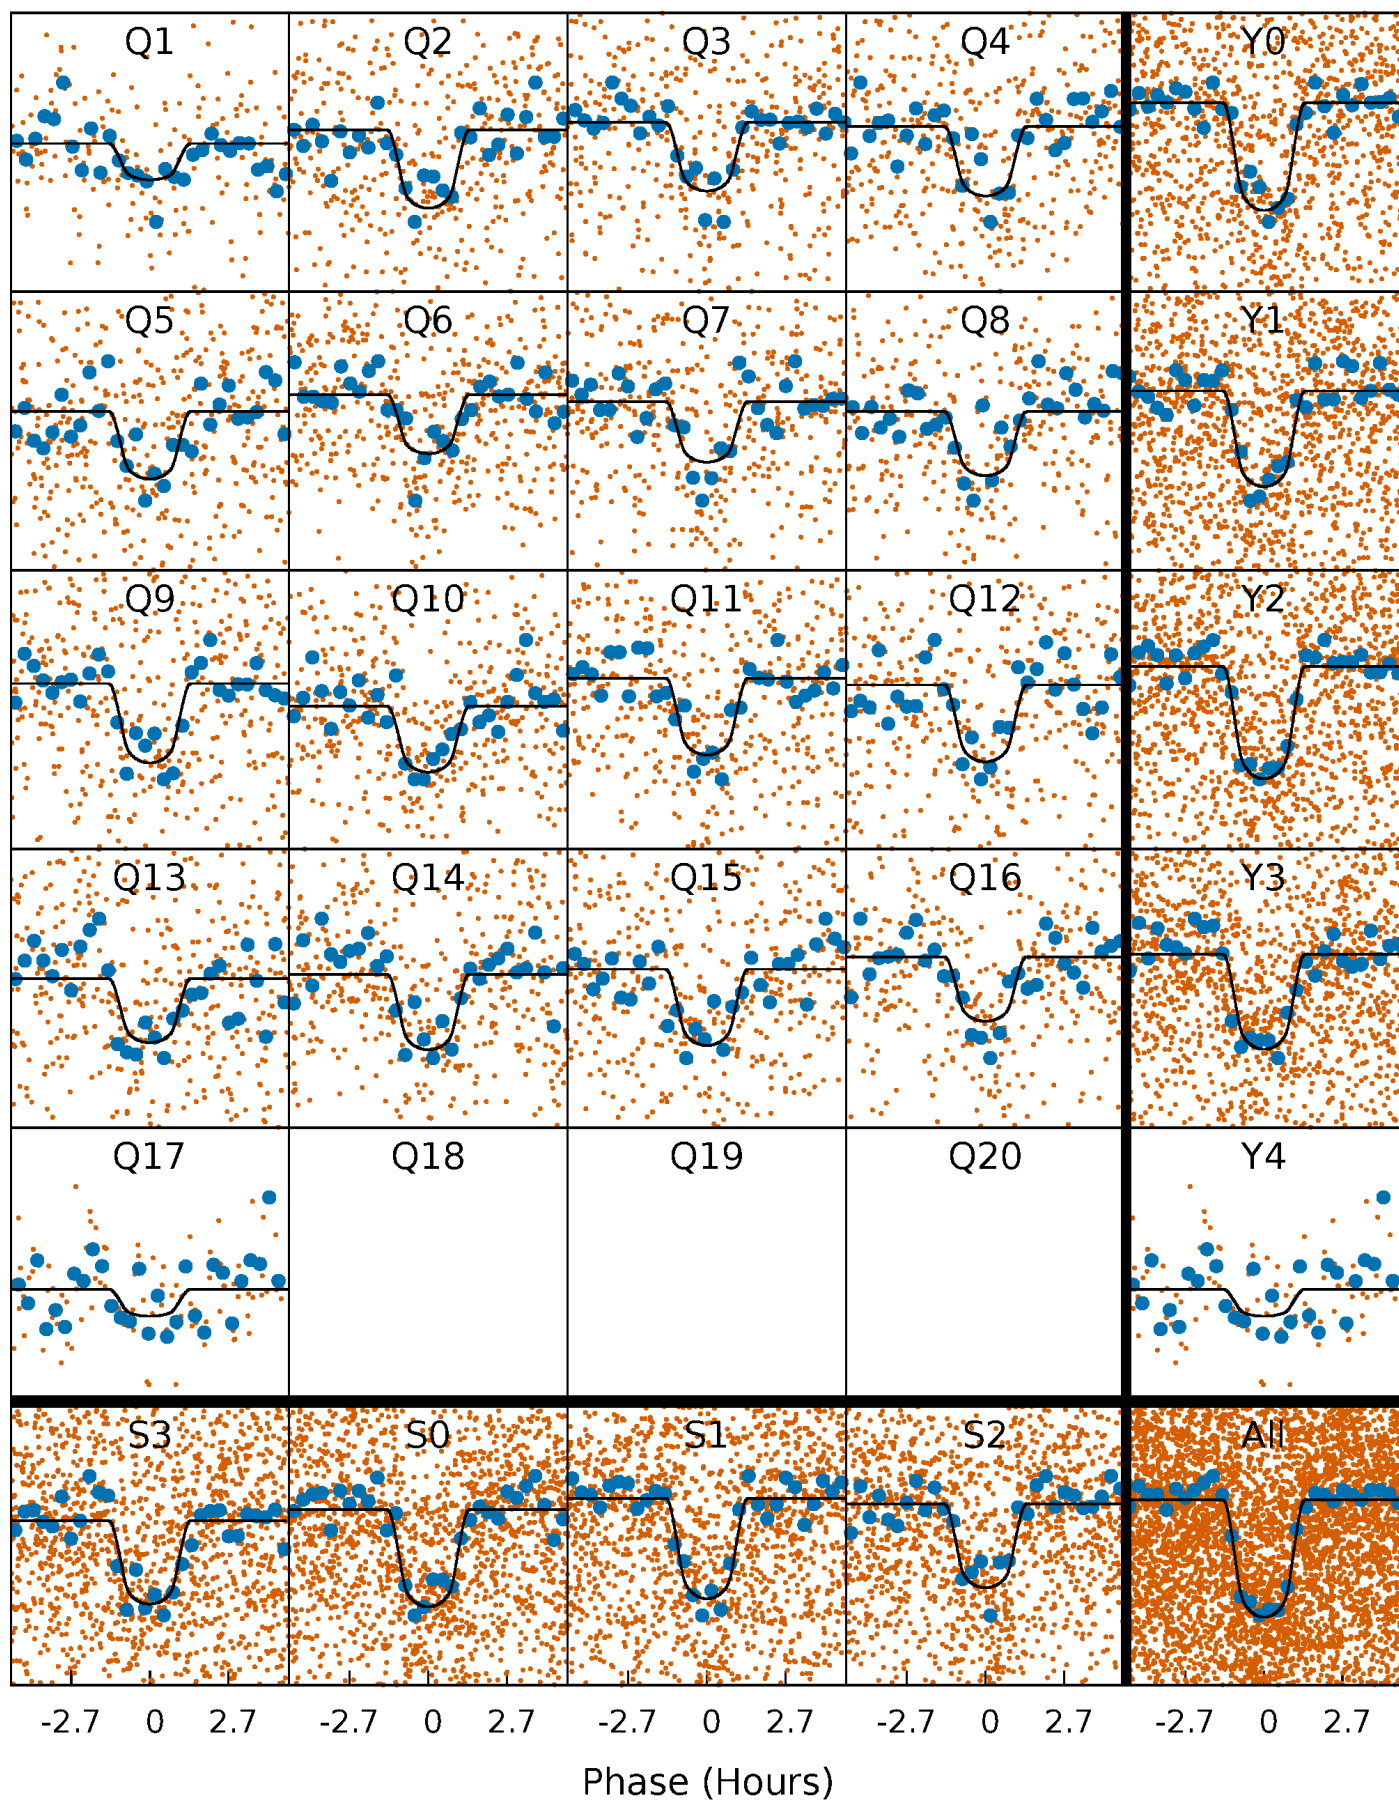 Q1 Q2 Q3 Q4 Y0
Q5 Q6 Q7 Q8 Y1
Q9 Q10 Q11 Q12 Y2
Q13 Q14 Q15 Q16 Y3
Q17 Q18 Q19 Q20 Y4
S3 S0 S1 S2 All
-2.7 0 2.7 -2.7 0 2.7 -2.7 0 2.7 -2.7 0 2.7 -2.7 0 2.7
Phase (Hours)